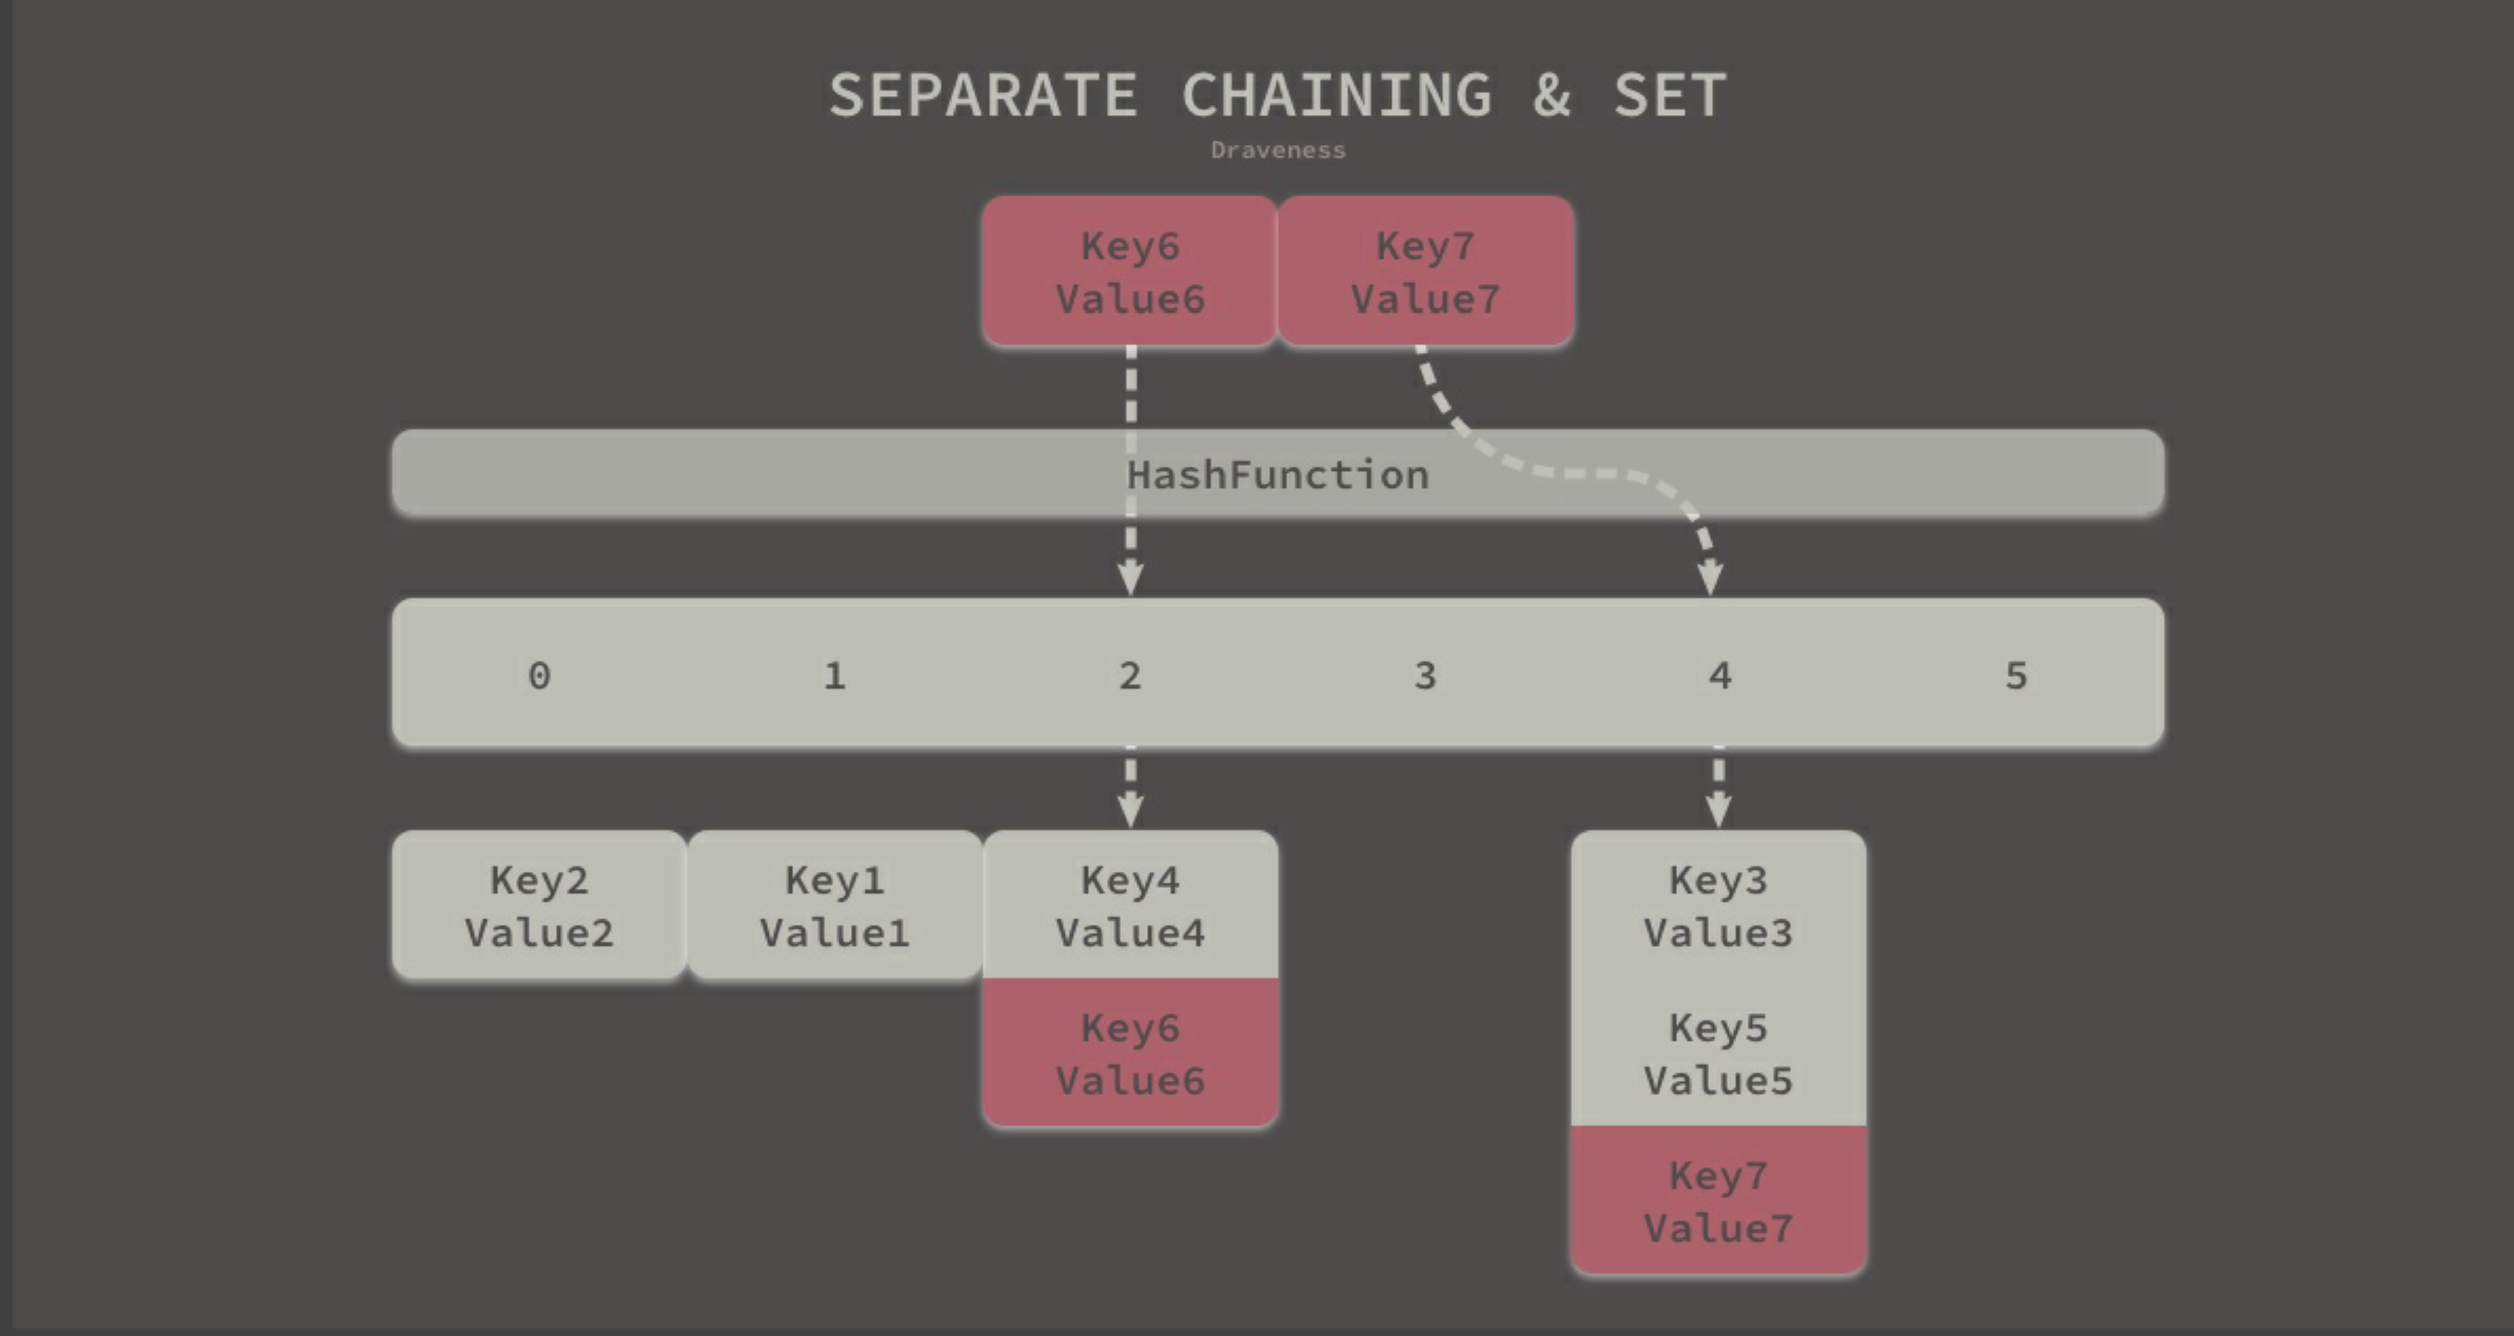 SEPARATE CHAINING & SET
Draveness
Key6
Value6
Key7
Value7
HashFunction
0 1 2 3 4 5
Key2
Value2
Key1
Value1
Key4
Value4
Key6
Value6
Key3
Value3
Key5
Value5
Key7
Value7